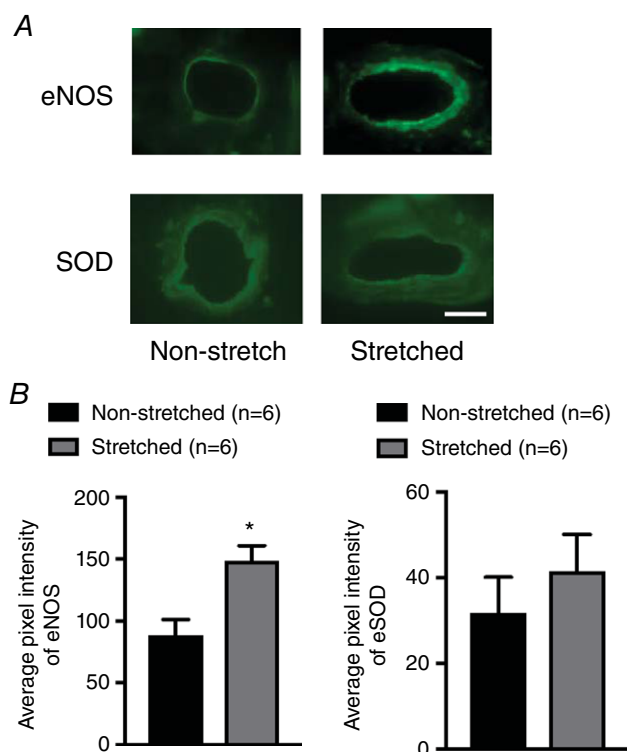 A
eNOS
SOD
Non-stretch Stretched
B
Non-stretched (n=6)
Stretched (n=6)
Average pixel intensity
of eNOS
200
150
100
50
0
*
Non-stretched (n=6)
Stretched (n=6)
Average pixel intensity
of eSOD
60
40
20
0